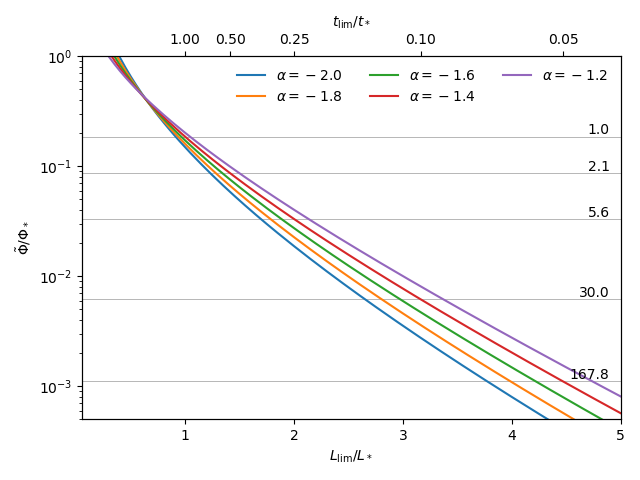 t_lim/t_*
1.00 0.50 0.25 0.10 0.05
10^0
α = −2.0 α = −1.6 α = −1.2
α = −1.8 α = −1.4
1.0
10^−1
2.1
5.6
Φ̃/Φ_*
10^−2
30.0
167.8
10^−3
1 2 3 4 5
L_lim/L_*